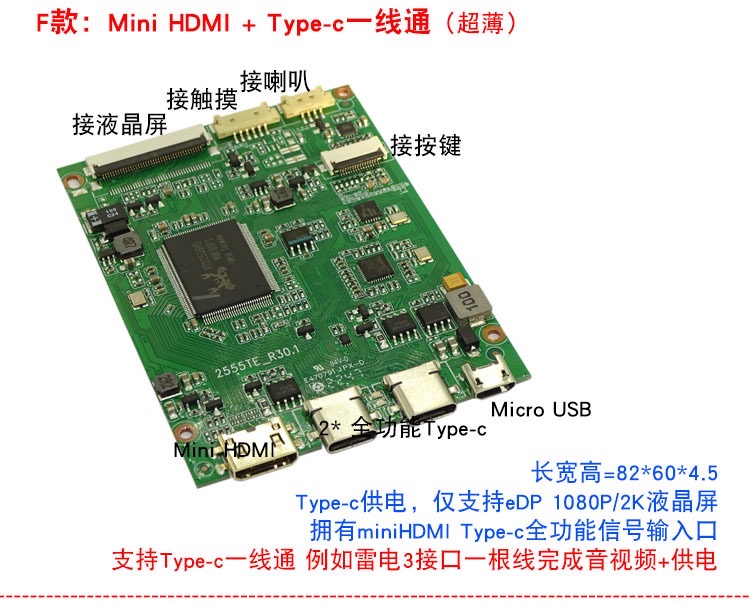 F款：Mini HDMI + Type-c一线通（超薄）
接喇叭
接触摸
接液晶屏
接按键
100
2555TE_R30.1
94V-0
E470791 JPX-D
Micro USB
2* 全功能Type-c
Mini HDMI
长宽高=82*60*4.5
Type-c供电，仅支持eDP 1080P/2K液晶屏
拥有miniHDMI Type-c全功能信号输入口
支持Type-c一线通 例如雷电3接口一根线完成音视频+供电